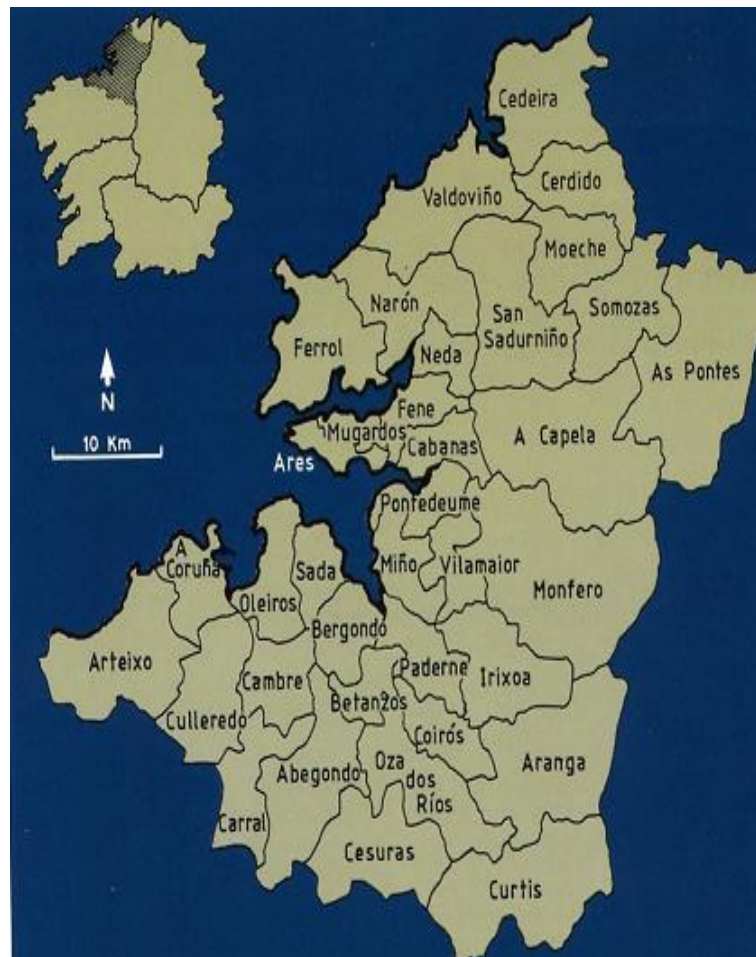 Cedeira
Cerdido
Valdoviño
Moeche
Somozas
Narón
San
Sadurniño
Ferrol
Neda
As Pontes
N
10 Km
Fene
Mugardos
A Capela
Cabanas
Ares
Pontedeume
A
Coruña
Sada
Miño
Vilamaior
Monfero
Oleiros
Bergondo
Arteixo
Paderne
Irixoa
Cambre
Betanzos
Culleredo
Coirós
Oza
dos
Ríos
Aranga
Abegondo
Carral
Cesuras
Curtis